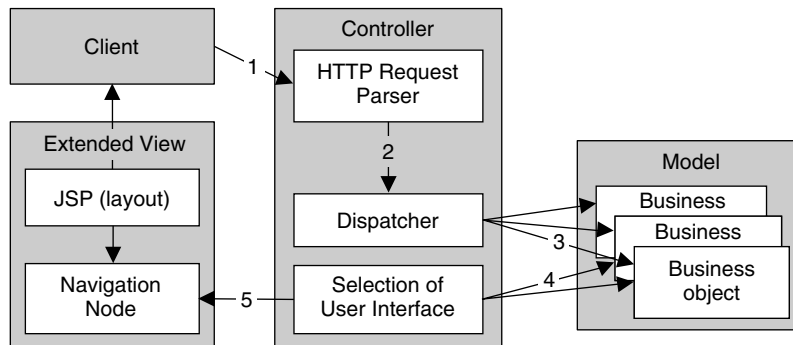 Client
1
Controller
HTTP Request
Parser
2
Dispatcher
Selection of
User Interface
Extended View
JSP (layout)
Navigation
Node
5
3
4
Model
Business
Business
Business
object